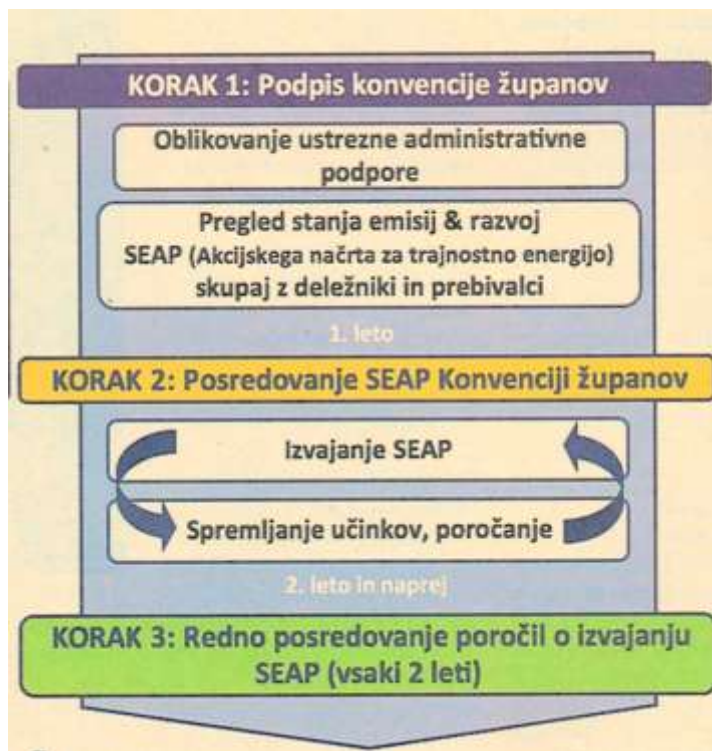 KORAK 1: Podpis konvencije županov
Oblikovanje ustrezne administrativne
podpore
Pregled stanja emisij & razvoj
SEAP (Akcijskega načrta za trajnostno energijo)
skupaj z deležniki in prebivalci
1. leto
KORAK 2: Posredovanje SEAP Konvenciji županov
Izvajanje SEAP
Spremljanje učinkov, poročanje
2. leto in naprej
KORAK 3: Redno posredovanje poročil o izvajanju
SEAP (vsaki 2 leti)